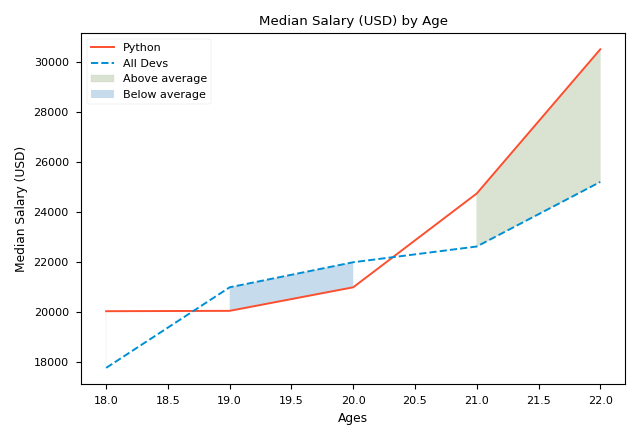 Median Salary (USD) by Age
Python
All Devs
Above average
Below average
30000
28000
26000
24000
22000
20000
18000
Median Salary (USD)
18.0 18.5 19.0 19.5 20.0 20.5 21.0 21.5 22.0
Ages